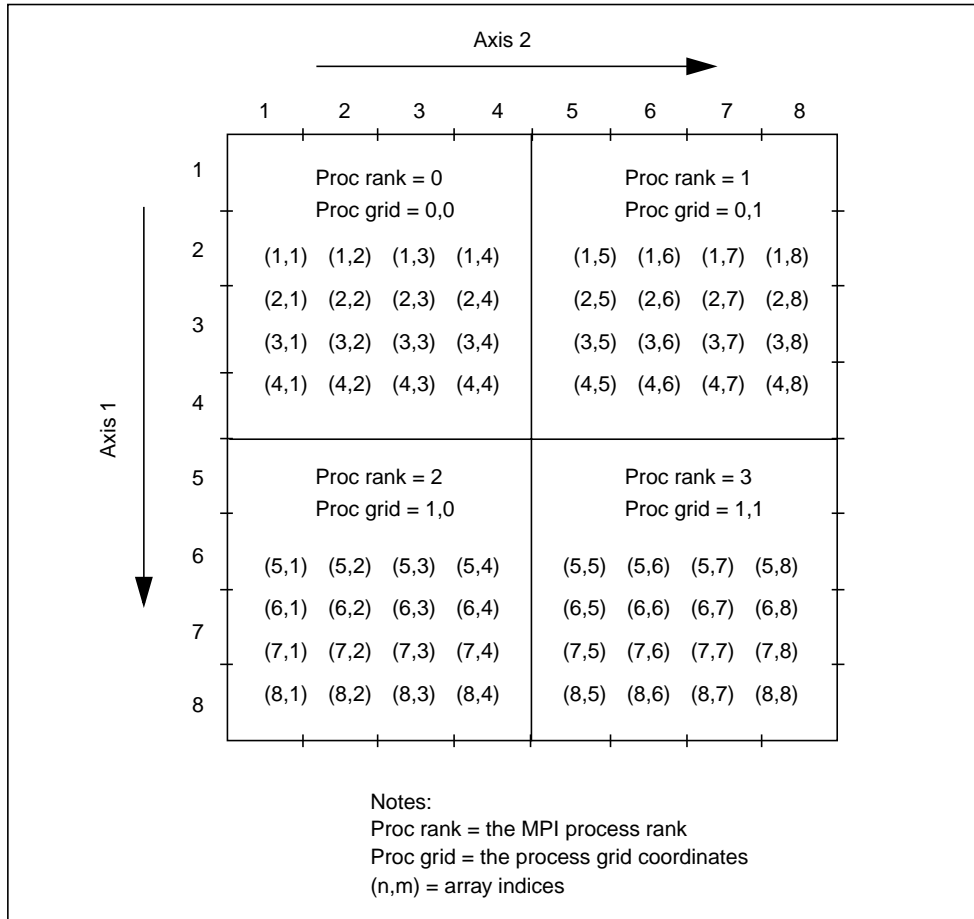 Axis 2
1 2 3 4 5 6 7 8
1
Proc rank = 0 Proc rank = 1
Proc grid = 0,0 Proc grid = 0,1
2
(1,1) (1,2) (1,3) (1,4) (1,5) (1,6) (1,7) (1,8)
(2,1) (2,2) (2,3) (2,4) (2,5) (2,6) (2,7) (2,8)
3
(3,1) (3,2) (3,3) (3,4) (3,5) (3,6) (3,7) (3,8)
(4,1) (4,2) (4,3) (4,4) (4,5) (4,6) (4,7) (4,8)
4
Axis 1
5
Proc rank = 2 Proc rank = 3
Proc grid = 1,0 Proc grid = 1,1
6
(5,1) (5,2) (5,3) (5,4) (5,5) (5,6) (5,7) (5,8)
(6,1) (6,2) (6,3) (6,4) (6,5) (6,6) (6,7) (6,8)
7
(7,1) (7,2) (7,3) (7,4) (7,5) (7,6) (7,7) (7,8)
(8,1) (8,2) (8,3) (8,4) (8,5) (8,6) (8,7) (8,8)
8
Notes:
Proc rank = the MPI process rank
Proc grid = the process grid coordinates
(n,m) = array indices